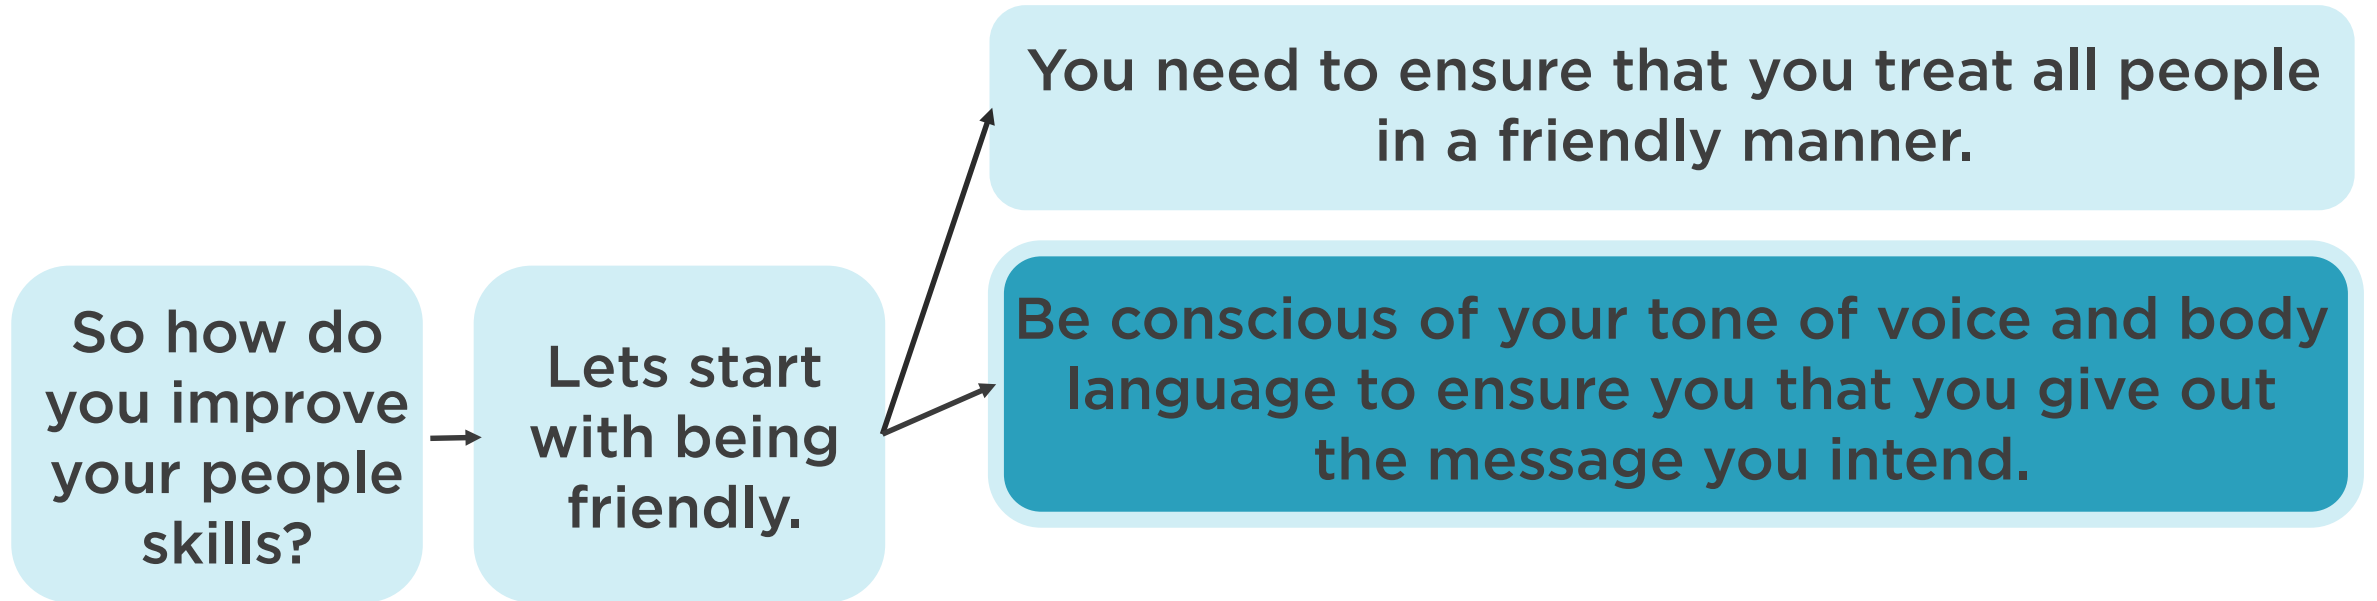 So how do
you improve
your people
skills?
Lets start
with being
friendly.
You need to ensure that you treat all people
in a friendly manner.
Be conscious of your tone of voice and body
language to ensure you that you give out
the message you intend.